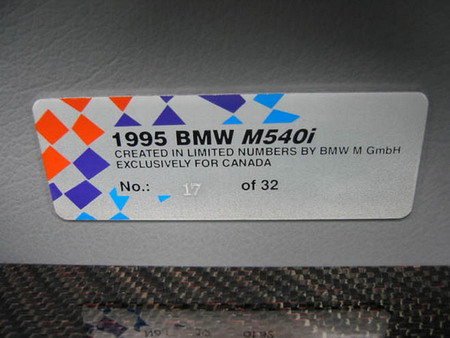 1995 BMW M540i
CREATED IN LIMITED NUMBERS BY BMW M GmbH
EXCLUSIVELY FOR CANADA
No.: 17 of 32